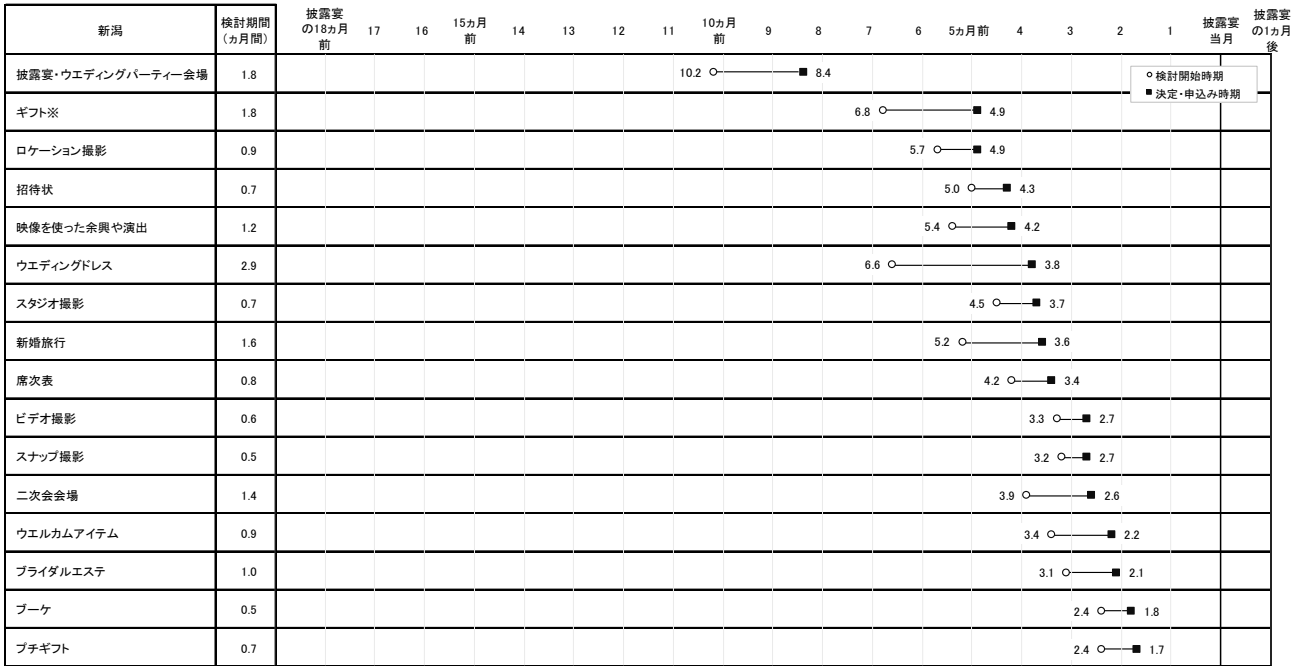 新潟 検討期間(ヵ月間) 披露宴の18ヵ月前 17 16 15ヵ月前 14 13 12 11 10ヵ月前 9 8 7 6 5ヵ月前 4 3 2 1 披露宴当月 披露宴の1ヵ月後
披露宴・ウエディングパーティー会場 1.8 10.2 8.4
検討開始時期
決定・申込み時期
ギフト※ 1.8 6.8 4.9
ロケーション撮影 0.9 5.7 4.9
招待状 0.7 5.0 4.3
映像を使った余興や演出 1.2 5.4 4.2
ウエディングドレス 2.9 6.6 3.8
スタジオ撮影 0.7 4.5 3.7
新婚旅行 1.6 5.2 3.6
席次表 0.8 4.2 3.4
ビデオ撮影 0.6 3.3 2.7
スナップ撮影 0.5 3.2 2.7
二次会会場 1.4 3.9 2.6
ウエルカムアイテム 0.9 3.4 2.2
ブライダルエステ 1.0 3.1 2.1
ブーケ 0.5 2.4 1.8
プチギフト 0.7 2.4 1.7